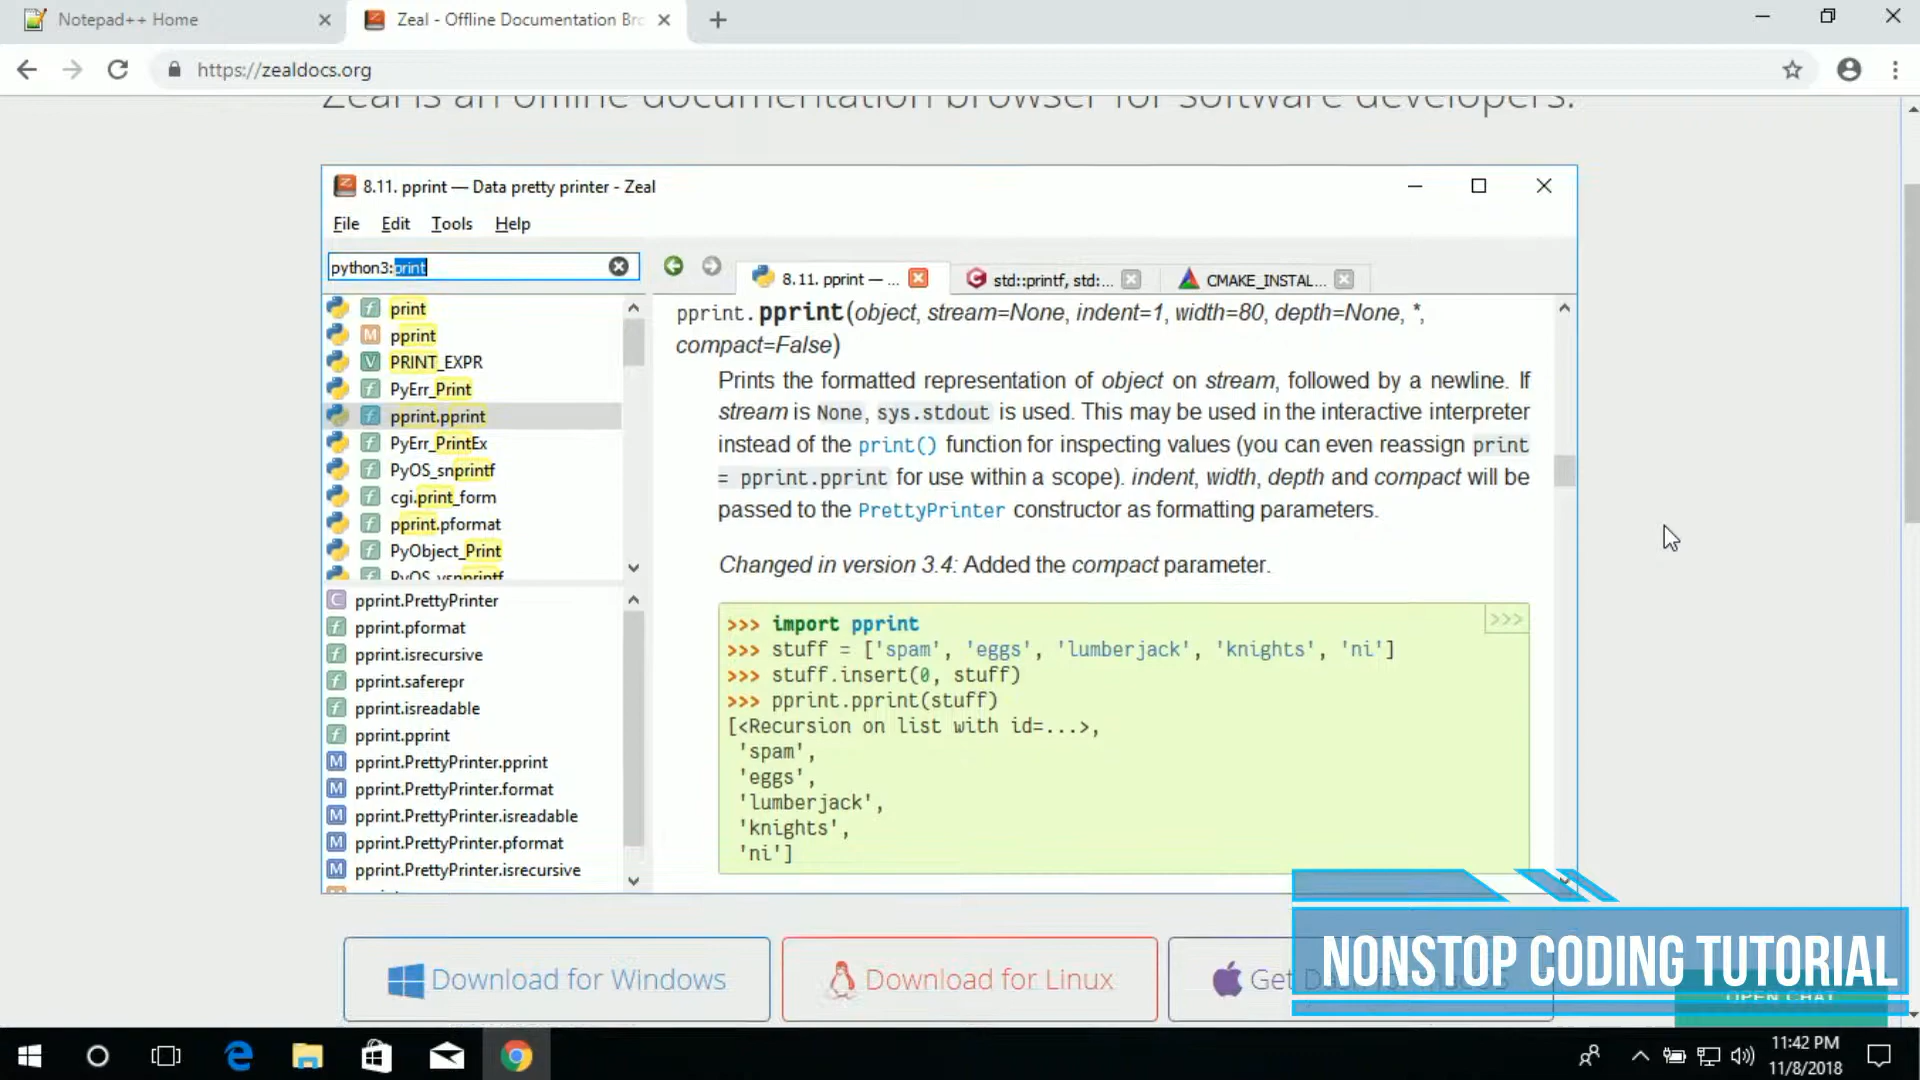 Notepad++ Home
Zeal - Offline Documentation Bro
https://zealdocs.org
Zeal is an offline documentation browser for software developers.
8.11. pprint — Data pretty printer - Zeal
File Edit Tools Help
python3:print
8.11. pprint — ...
std::printf, std:...
CMAKE_INSTAL...
print
pprint
PRINT_EXPR
PyErr_Print
pprint.pprint
PyErr_PrintEx
PyOS_snprintf
cgi.print_form
pprint.pformat
PyObject_Print
PyOS_vsnprintf
pprint.PrettyPrinter
pprint.pformat
pprint.isrecursive
pprint.saferepr
pprint.isreadable
pprint.pprint
pprint.PrettyPrinter.pprint
pprint.PrettyPrinter.format
pprint.PrettyPrinter.isreadable
pprint.PrettyPrinter.pformat
pprint.PrettyPrinter.isrecursive
pprint.pprint(object, stream=None, indent=1, width=80, depth=None, *,
compact=False)
Prints the formatted representation of object on stream, followed by a newline. If
stream is None, sys.stdout is used. This may be used in the interactive interpreter
instead of the print() function for inspecting values (you can even reassign print
= pprint.pprint for use within a scope). indent, width, depth and compact will be
passed to the PrettyPrinter constructor as formatting parameters.
Changed in version 3.4: Added the compact parameter.
>>>
>>> import pprint
>>> stuff = ['spam', 'eggs', 'lumberjack', 'knights', 'ni']
>>> stuff.insert(0, stuff)
>>> pprint.pprint(stuff)
[<Recursion on list with id=...>,
'spam',
'eggs',
'lumberjack',
'knights',
'ni']
Download for Windows
Download for Linux
Get Dash for macOS
NONSTOP CODING TUTORIAL
OPEN CHAT
11:42 PM
11/8/2018